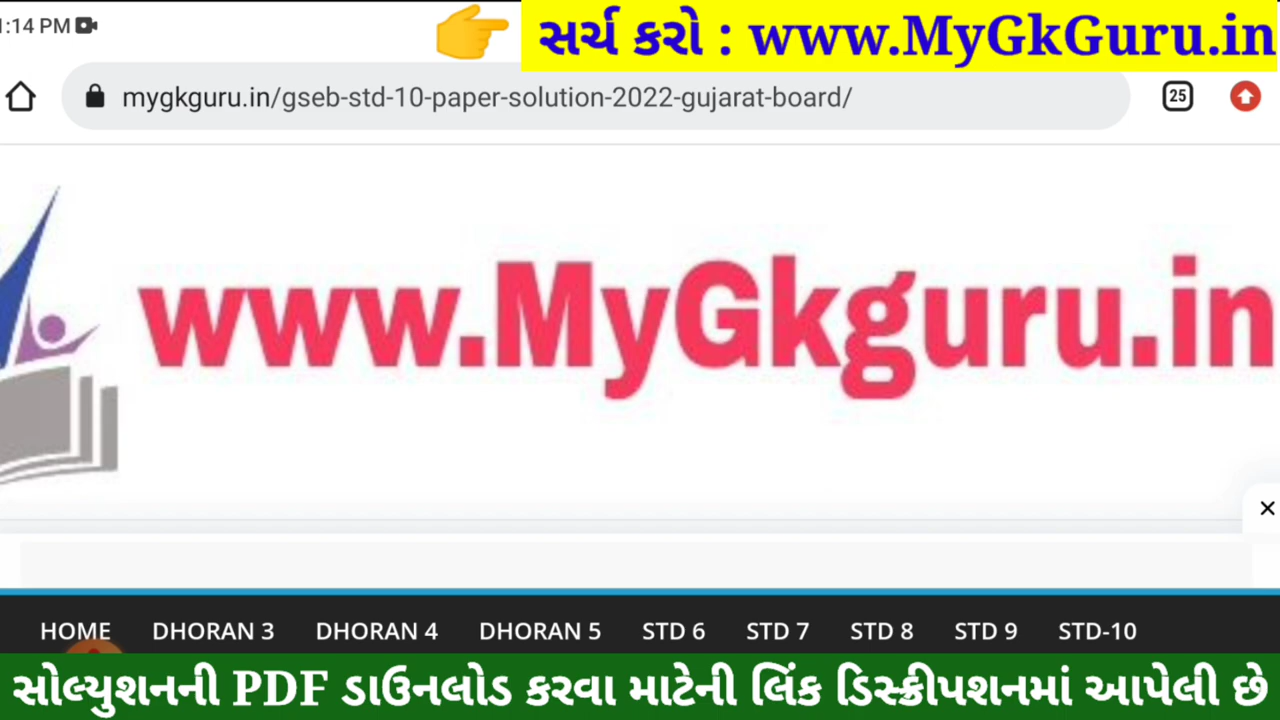 :14 PM
સર્ચ કરો : www.MyGkGuru.in
mygkguru.in/gseb-std-10-paper-solution-2022-gujarat-board/
25
www.MyGkguru.in
HOME DHORAN 3 DHORAN 4 DHORAN 5 STD 6 STD 7 STD 8 STD 9 STD-10
સોલ્યુશનની PDF ડાઉનલોડ કરવા માટેની લિંક ડિસ્ક્રીપશનમાં આપેલી છે